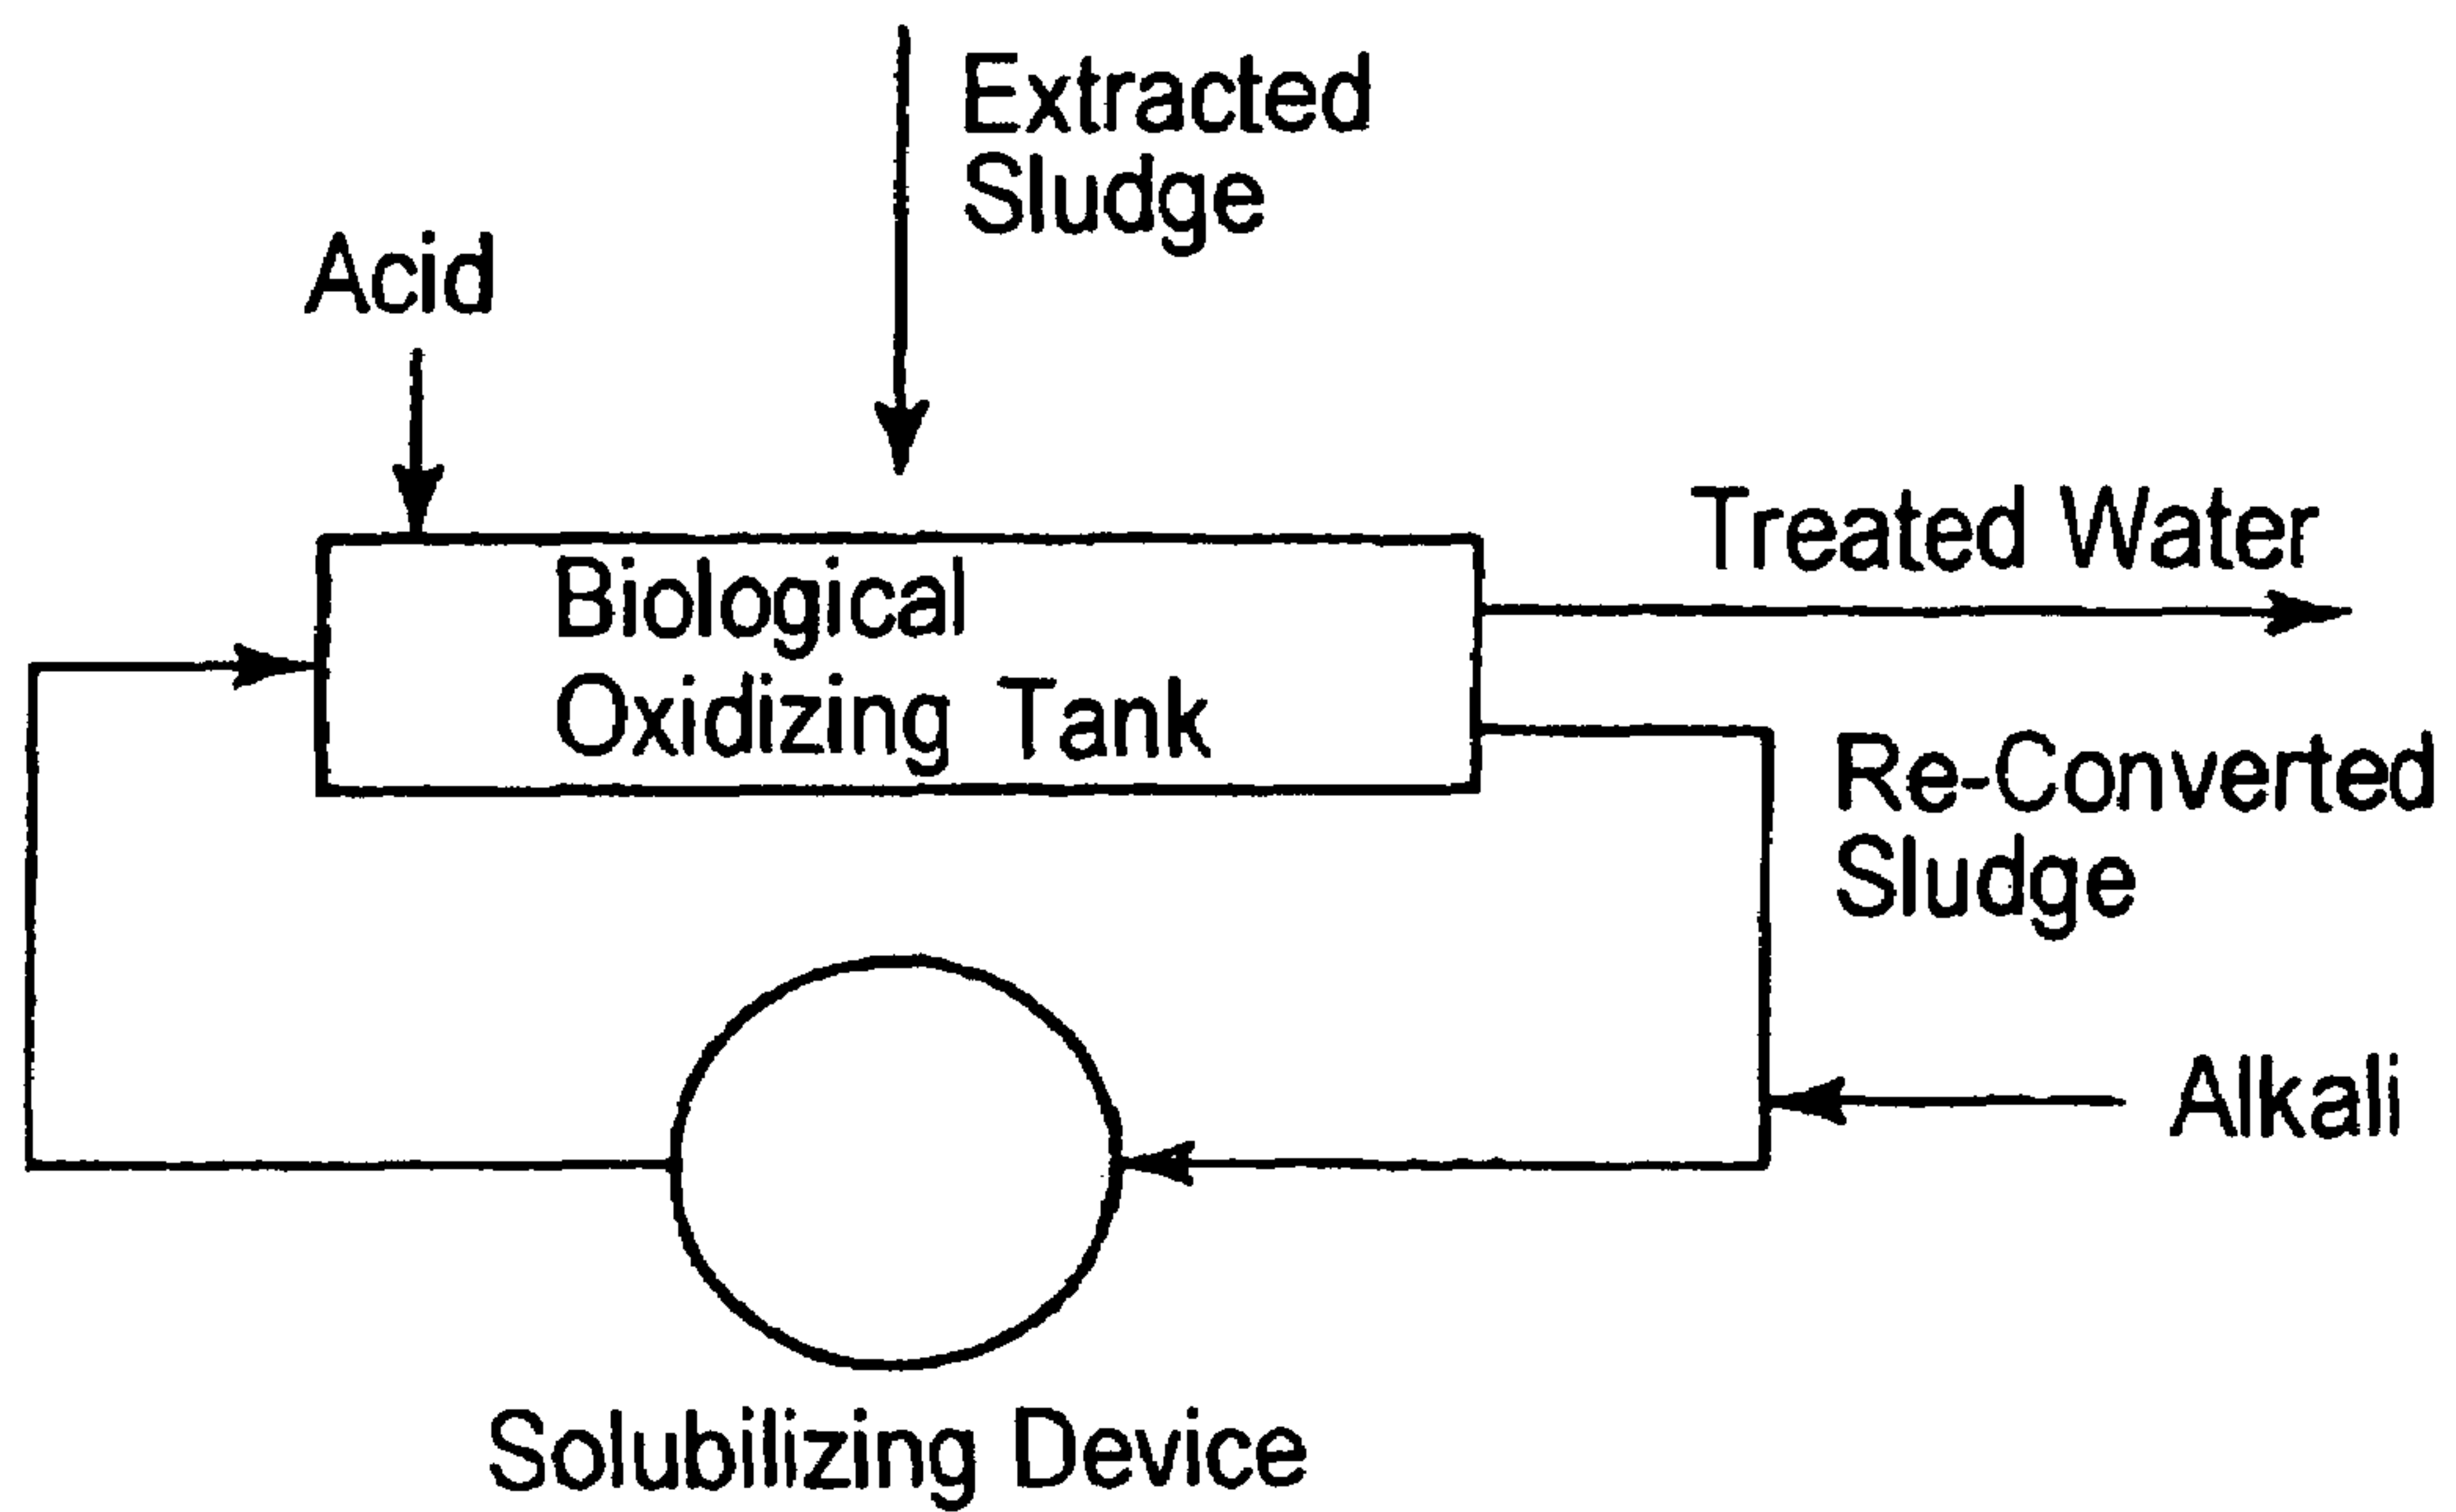 Extracted
Sludge
Acid
Treated Water
Biological
Oxidizing Tank
Re-Converted
Sludge
Alkali
Solubilizing Device